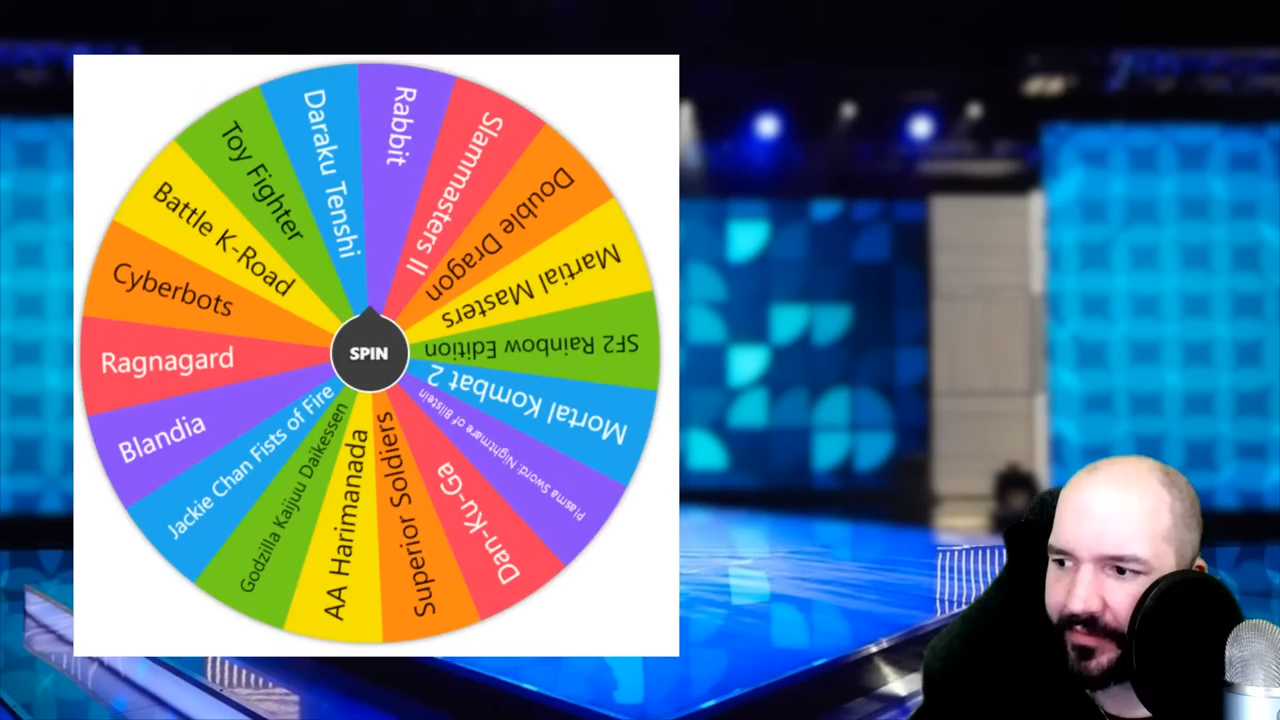 Rabbit
Slammasters II
Double Dragon
Martial Masters
SF2 Rainbow Edition
Mortal Kombat 2
Plasma Sword: Nightmare of Bilstein
Dan-Ku-Ga
Superior Soldiers
AA Harimanada
Godzilla Kaijuu Daikessen
Jackie Chan Fists of Fire
Blandia
Ragnagard
Cyberbots
Battle K-Road
Toy Fighter
Daraku Tenshi
SPIN